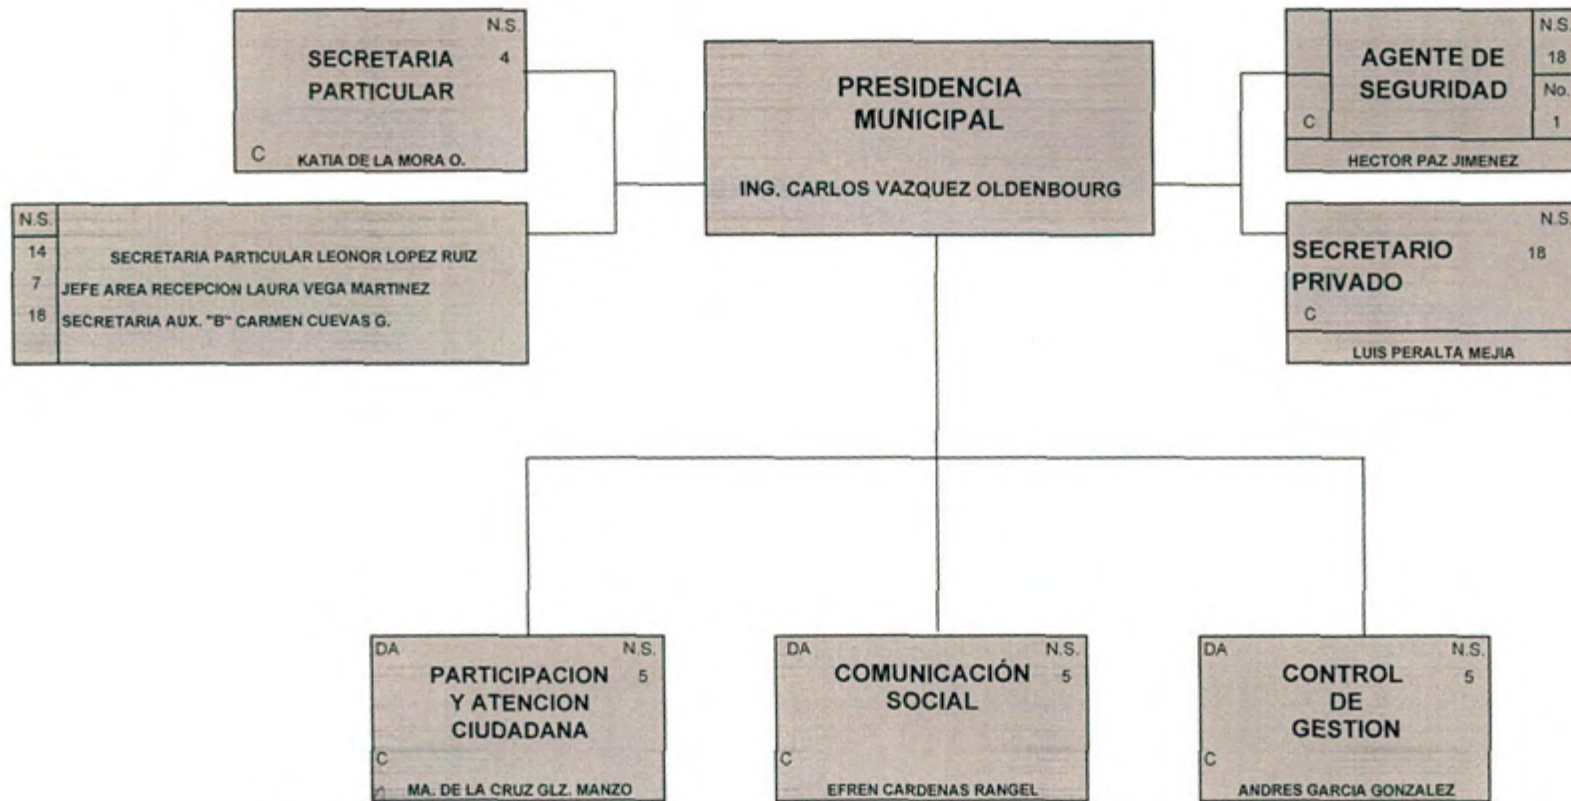 N.S.
SECRETARIA 4
PARTICULAR
C KATIA DE LA MORA O.
PRESIDENCIA
MUNICIPAL
ING. CARLOS VAZQUEZ OLDENBOURG
N.S.
AGENTE DE 18
SEGURIDAD No.
C 1
HECTOR PAZ JIMENEZ
N.S.
14 SECRETARIA PARTICULAR LEONOR LOPEZ RUIZ
7 JEFE AREA RECEPCION LAURA VEGA MARTINEZ
18 SECRETARIA AUX. "B" CARMEN CUEVAS G.
N.S.
SECRETARIO 18
PRIVADO
C
LUIS PERALTA MEJIA
DA N.S.
PARTICIPACION 5
Y ATENCION
CIUDADANA
C
MA. DE LA CRUZ GLZ. MANZO
DA N.S.
COMUNICACIÓN 5
SOCIAL
C
EFREN CARDENAS RANGEL
DA N.S.
CONTROL 5
DE
GESTION
C
ANDRES GARCIA GONZALEZ